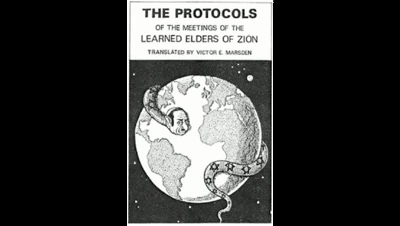 THE PROTOCOLS
OF THE MEETINGS OF THE
LEARNED ELDERS OF ZION
TRANSLATED BY VICTOR E. MARSDEN